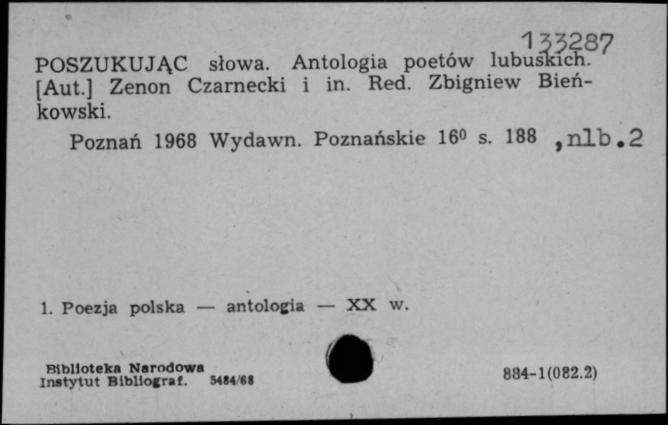 133287
POSZUKUJĄC słowa. Antologia poetów lubuskich.
[Aut.] Zenon Czarnecki i in. Red. Zbigniew Bień-
kowski.
Poznań 1968 Wydawn. Poznańskie 16⁰ s. 188 ,nlb.2
1. Poezja polska — antologia — XX w.
Biblioteka Narodowa
Instytut Bibliograf. 5484/68
884-1(082.2)